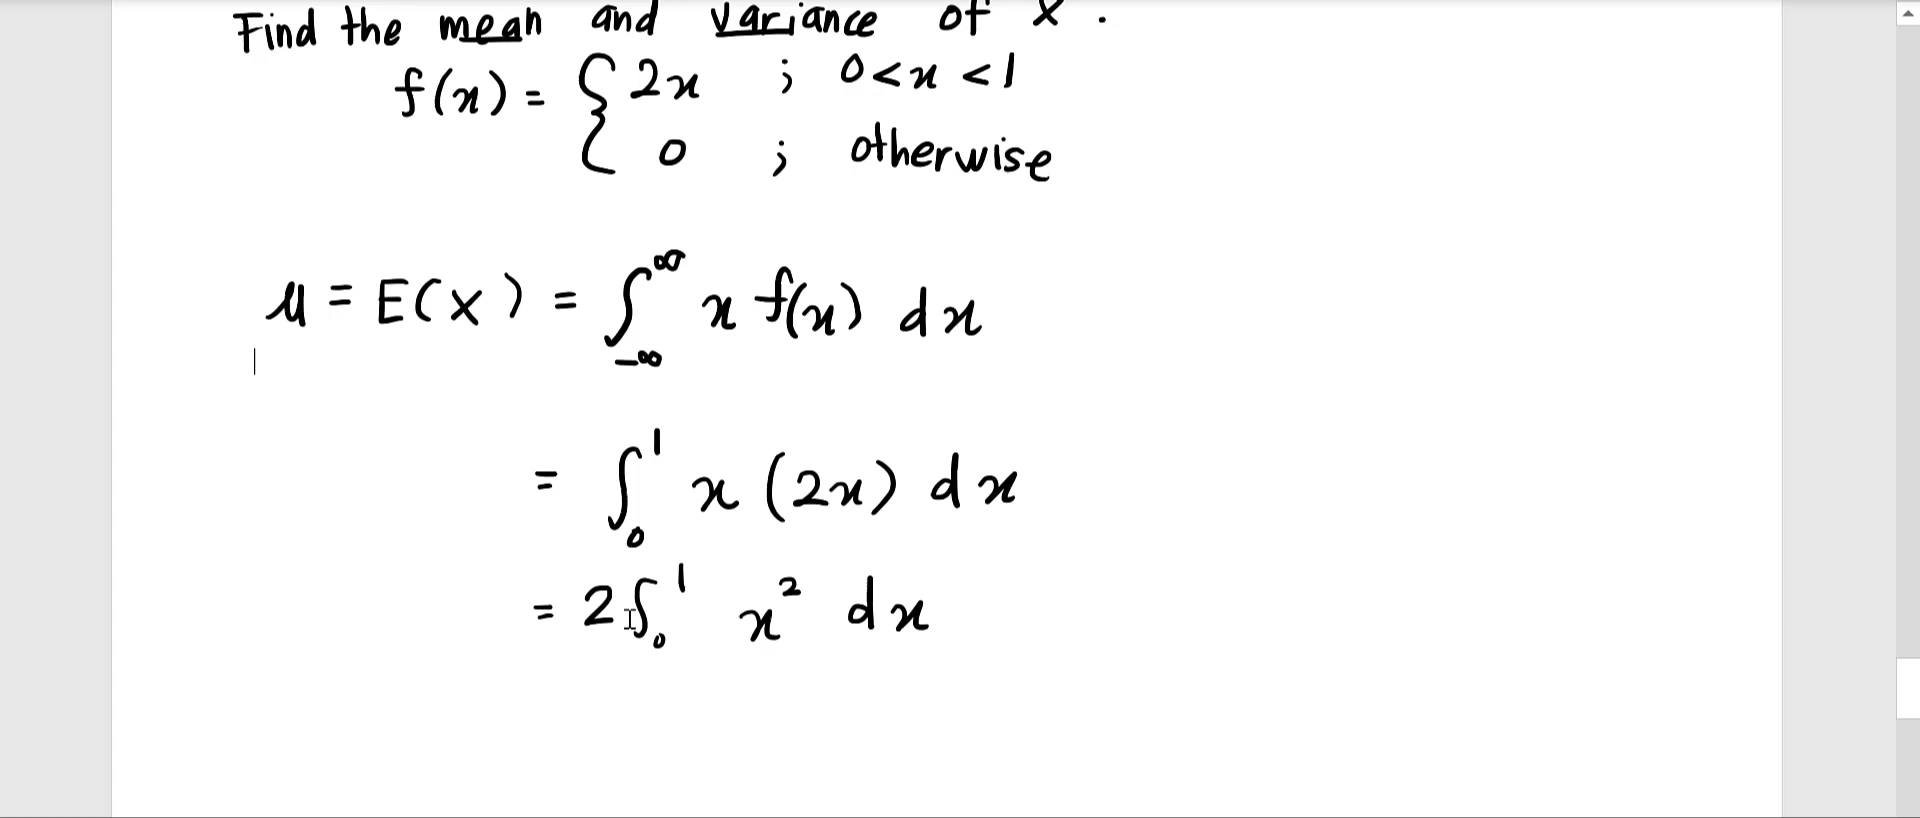 Find the mean and variance of X.
f(x) = { 2x ; 0 < x < 1
0 ; otherwise
μ = E(X) = ∫_{-∞}^{∞} x f(x) dx
= ∫_0^1 x (2x) dx
= 2∫_0^1 x² dx